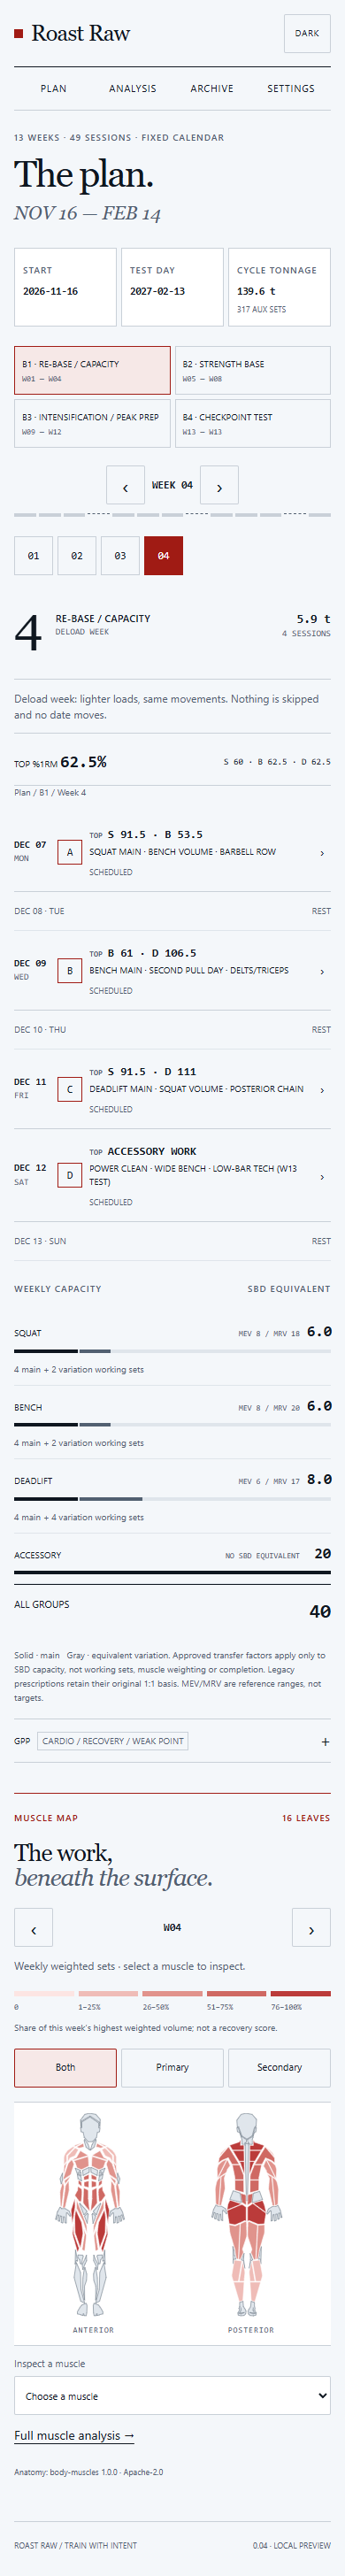 Roast Raw
DARK
PLAN ANALYSIS ARCHIVE SETTINGS
13 WEEKS · 49 SESSIONS · FIXED CALENDAR
The plan.
NOV 16 — FEB 14
START
2026-11-16
TEST DAY
2027-02-13
CYCLE TONNAGE
139.6 t
317 AUX SETS
B1 · RE-BASE / CAPACITY
W01 — W04
B2 · STRENGTH BASE
W05 — W08
B3 · INTENSIFICATION / PEAK PREP
W09 — W12
B4 · CHECKPOINT TEST
W13 — W13
‹ WEEK 04 ›
01 02 03 04
4
RE-BASE / CAPACITY
DELOAD WEEK
5.9 t
4 SESSIONS
Deload week: lighter loads, same movements. Nothing is skipped
and no date moves.
TOP %1RM 62.5% S 60 · B 62.5 · D 62.5
Plan / B1 / Week 4
DEC 07
MON
A
TOP S 91.5 · B 53.5
SQUAT MAIN · BENCH VOLUME · BARBELL ROW
SCHEDULED
›
DEC 08 · TUE REST
DEC 09
WED
B
TOP B 61 · D 106.5
BENCH MAIN · SECOND PULL DAY · DELTS/TRICEPS
SCHEDULED
›
DEC 10 · THU REST
DEC 11
FRI
C
TOP S 91.5 · D 111
DEADLIFT MAIN · SQUAT VOLUME · POSTERIOR CHAIN
SCHEDULED
›
DEC 12
SAT
D
TOP ACCESSORY WORK
POWER CLEAN · WIDE BENCH · LOW-BAR TECH (W13
TEST)
SCHEDULED
›
DEC 13 · SUN REST
WEEKLY CAPACITY SBD EQUIVALENT
SQUAT MEV 8 / MRV 18 6.0
4 main + 2 variation working sets
BENCH MEV 8 / MRV 20 6.0
4 main + 2 variation working sets
DEADLIFT MEV 6 / MRV 17 8.0
4 main + 4 variation working sets
ACCESSORY NO SBD EQUIVALENT 20
ALL GROUPS 40
Solid · main Gray · equivalent variation. Approved transfer factors apply only to
SBD capacity, not working sets, muscle weighting or completion. Legacy
prescriptions retain their original 1:1 basis. MEV/MRV are reference ranges, not
targets.
GPP CARDIO / RECOVERY / WEAK POINT +
MUSCLE MAP 16 LEAVES
The work,
beneath the surface.
‹ W04 ›
Weekly weighted sets · select a muscle to inspect.
0 1–25% 26–50% 51–75% 76–100%
Share of this week's highest weighted volume; not a recovery score.
Both Primary Secondary
ANTERIOR POSTERIOR
Inspect a muscle
Choose a muscle
Full muscle analysis →
Anatomy: body-muscles 1.0.0 · Apache-2.0
ROAST RAW / TRAIN WITH INTENT 0.04 · LOCAL PREVIEW